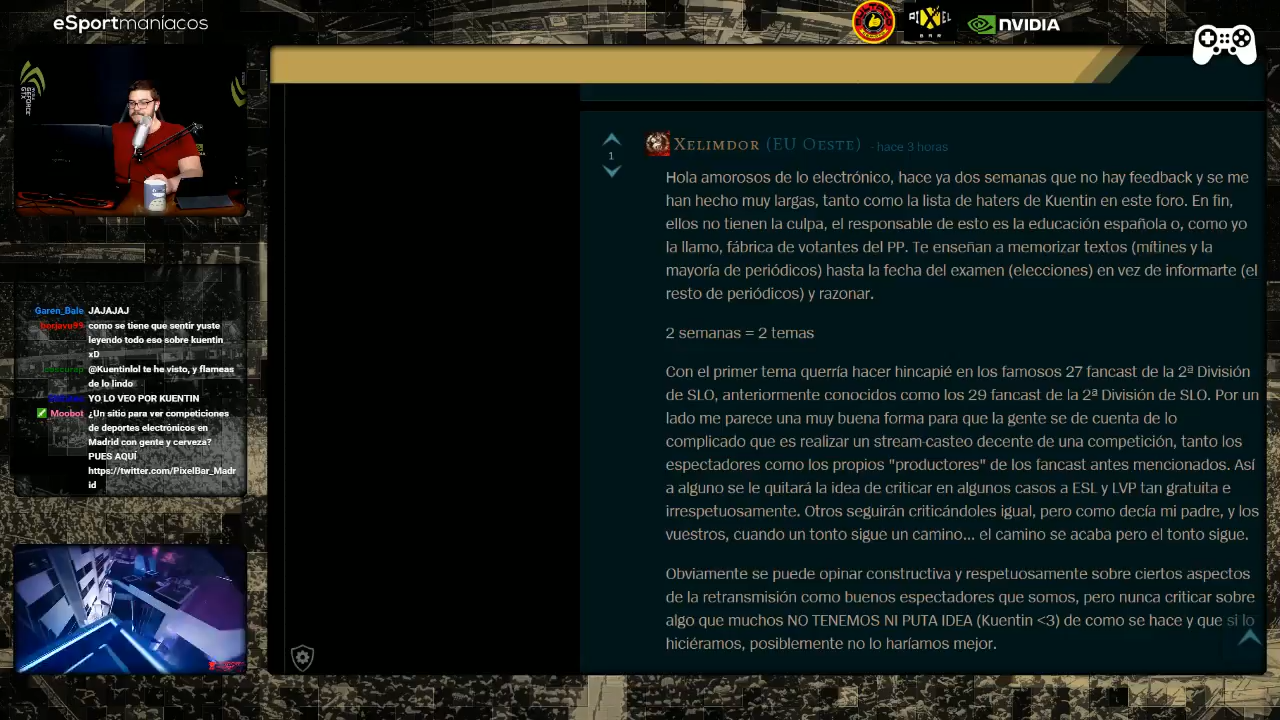 eSportmaníacos
PIXEL
BAR
NVIDIA
GEFORCE
GTX
XELIMDOR (EU OESTE) - hace 3 horas
1
Hola amorosos de lo electrónico, hace ya dos semanas que no hay feedback y se me
han hecho muy largas, tanto como la lista de haters de Kuentin en este foro. En fin,
ellos no tienen la culpa, el responsable de esto es la educación española o, como yo
la llamo, fábrica de votantes del PP. Te enseñan a memorizar textos (mítines y la
mayoría de periódicos) hasta la fecha del examen (elecciones) en vez de informarte (el
resto de periódicos) y razonar.
2 semanas = 2 temas
Con el primer tema querría hacer hincapié en los famosos 27 fancast de la 2ª División
de SLO, anteriormente conocidos como los 29 fancast de la 2ª División de SLO. Por un
lado me parece una muy buena forma para que la gente se de cuenta de lo
complicado que es realizar un stream-casteo decente de una competición, tanto los
espectadores como los propios "productores" de los fancast antes mencionados. Así
a alguno se le quitará la idea de criticar en algunos casos a ESL y LVP tan gratuita e
irrespetuosamente. Otros seguirán criticándoles igual, pero como decía mi padre, y los
vuestros, cuando un tonto sigue un camino... el camino se acaba pero el tonto sigue.
Obviamente se puede opinar constructiva y respetuosamente sobre ciertos aspectos
de la retransmisión como buenos espectadores que somos, pero nunca criticar sobre
algo que muchos NO TENEMOS NI PUTA IDEA (Kuentin <3) de como se hace y que si lo
hiciéramos, posiblemente no lo haríamos mejor.
Garen_Bale JAJAJAJ
borjavu99 como se tiene que sentir yuste
leyendo todo eso sobre kuentin
xD
@Kuentinlol te he visto, y flameas
de lo lindo
YO LO VEO POR KUENTIN
Moobot ¿Un sitio para ver competiciones
de deportes electrónicos en
Madrid con gente y cerveza?
PUES AQUÍ
https://twitter.com/PixelBar_Madr
id